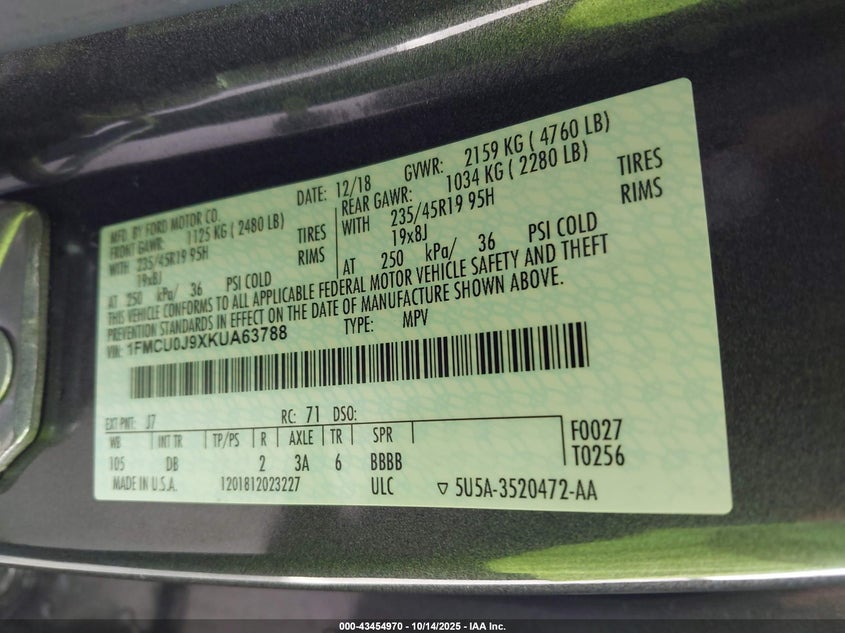 MFD. BY FORD MOTOR CO.
DATE: 12/18
GVWR: 2159 KG ( 4760 LB)
FRONT GAWR: 1125 KG ( 2480 LB)
REAR GAWR: 1034 KG ( 2280 LB)
WITH 235/45R19 95H TIRES
WITH 235/45R19 95H TIRES
19x8J RIMS
19x8J RIMS
AT 250 kPa/ 36 PSI COLD
AT 250 kPa/ 36 PSI COLD
THIS VEHICLE CONFORMS TO ALL APPLICABLE FEDERAL MOTOR VEHICLE SAFETY AND THEFT
PREVENTION STANDARDS IN EFFECT ON THE DATE OF MANUFACTURE SHOWN ABOVE.
VIN: 1FMCU0J9XKUA63788
TYPE: MPV
EXT PNT: J7 RC: 71 DSO:
WB INT TR TP/PS R AXLE TR SPR
105 DB 2 3A 6 BBBB
F0027
T0256
MADE IN U.S.A. 1201812023227 ULC ▽ 5U5A-3520472-AA
000-43454970 - 10/14/2025 - IAA Inc.